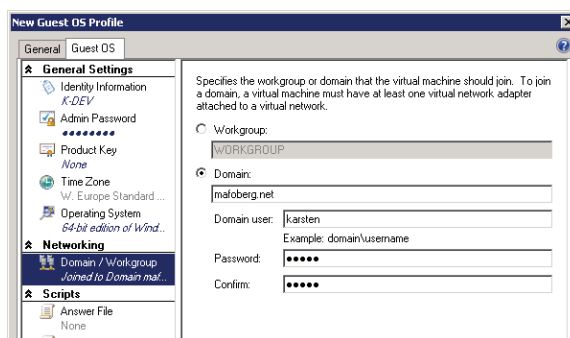 New Guest OS Profile
General
Guest OS
General Settings
Identity Information
K-DEV
Admin Password
●●●●●●●●
Product Key
None
Time Zone
W. Europe Standard ...
Operating System
64-bit edition of Wind...
Networking
Domain / Workgroup
Joined to Domain maf...
Scripts
Answer File
None
Specifies the workgroup or domain that the virtual machine should join. To join
a domain, a virtual machine must have at least one virtual network adapter
attached to a virtual network.
Workgroup:
WORKGROUP
Domain:
mafoberg.net
Domain user: karsten
Example: domain\username
Password: ●●●●●
Confirm: ●●●●●